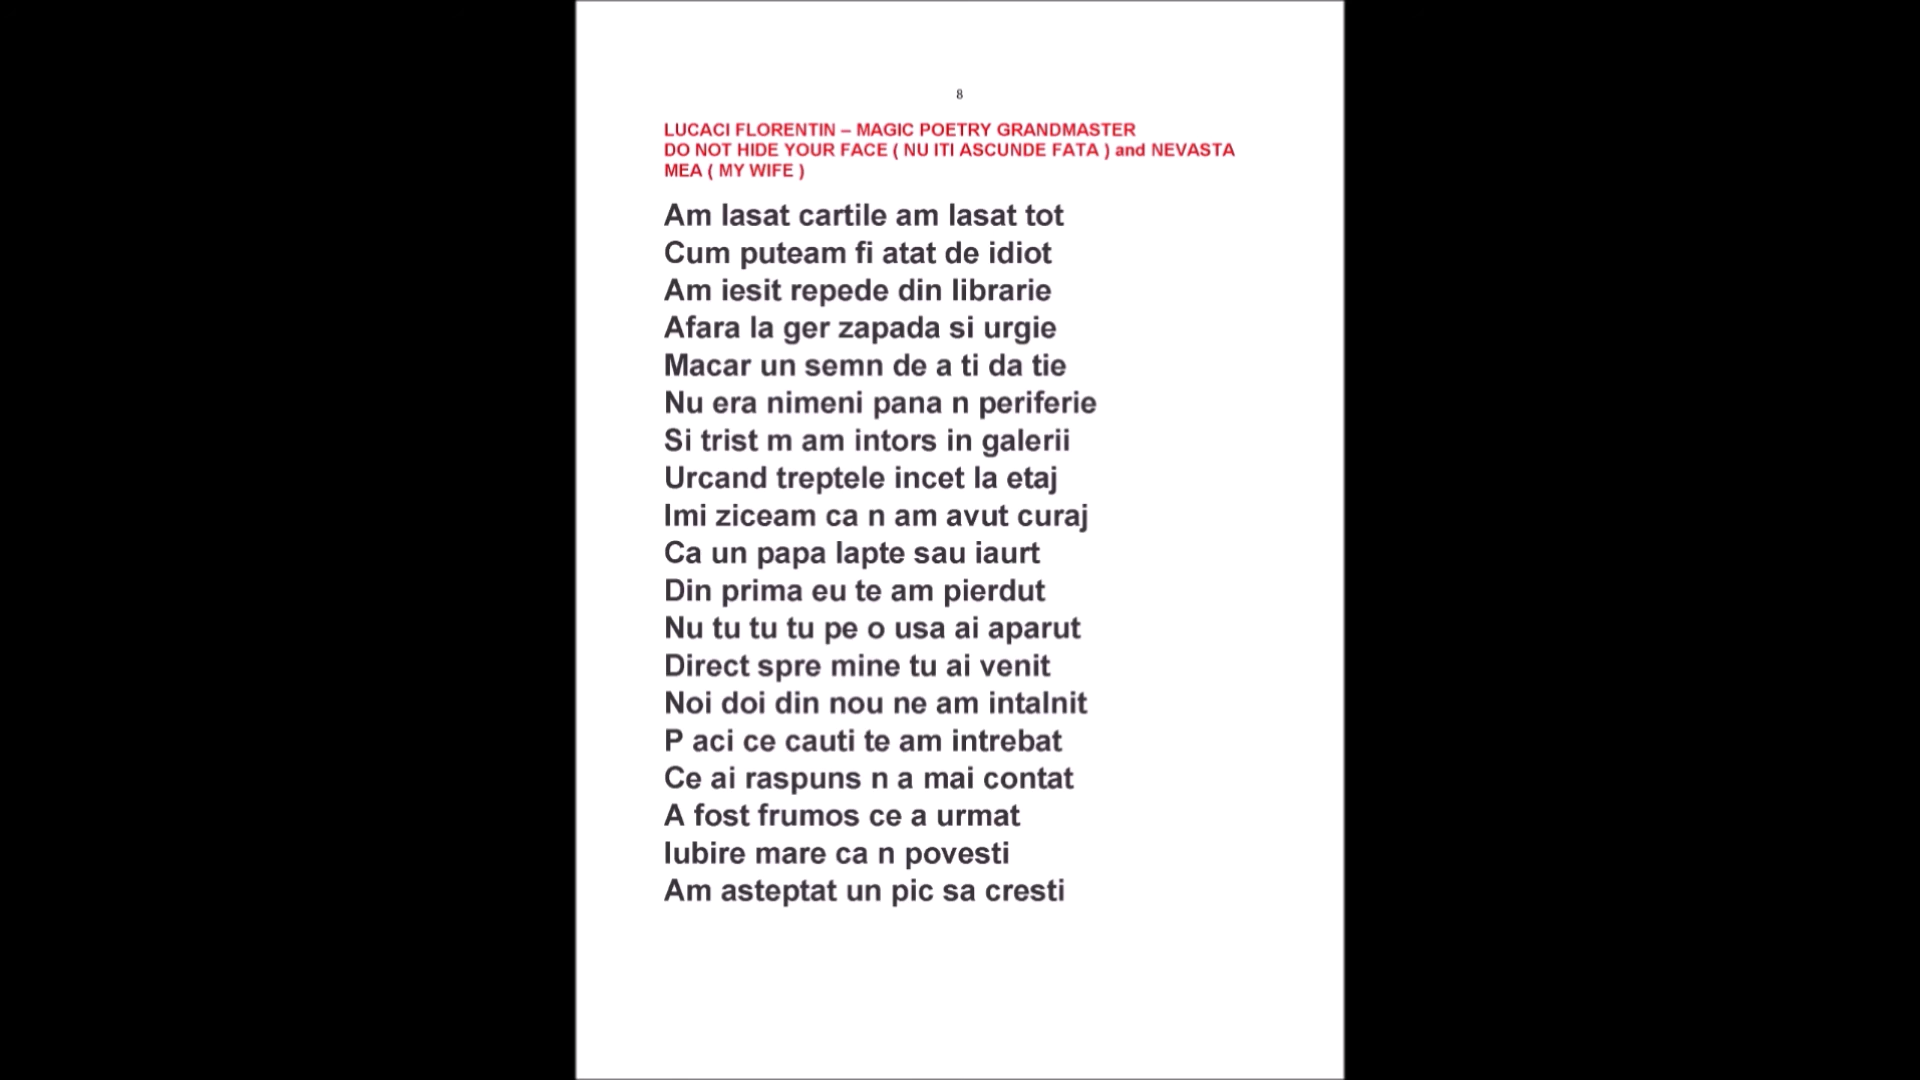 8
LUCACI FLORENTIN – MAGIC POETRY GRANDMASTER
DO NOT HIDE YOUR FACE ( NU ITI ASCUNDE FATA ) and NEVASTA
MEA ( MY WIFE )
Am lasat cartile am lasat tot
Cum puteam fi atat de idiot
Am iesit repede din librarie
Afara la ger zapada si urgie
Macar un semn de a ti da tie
Nu era nimeni pana n periferie
Si trist m am intors in galerii
Urcand treptele incet la etaj
Imi ziceam ca n am avut curaj
Ca un papa lapte sau iaurt
Din prima eu te am pierdut
Nu tu tu tu pe o usa ai aparut
Direct spre mine tu ai venit
Noi doi din nou ne am intalnit
P aci ce cauti te am intrebat
Ce ai raspuns n a mai contat
A fost frumos ce a urmat
Iubire mare ca n povesti
Am asteptat un pic sa cresti